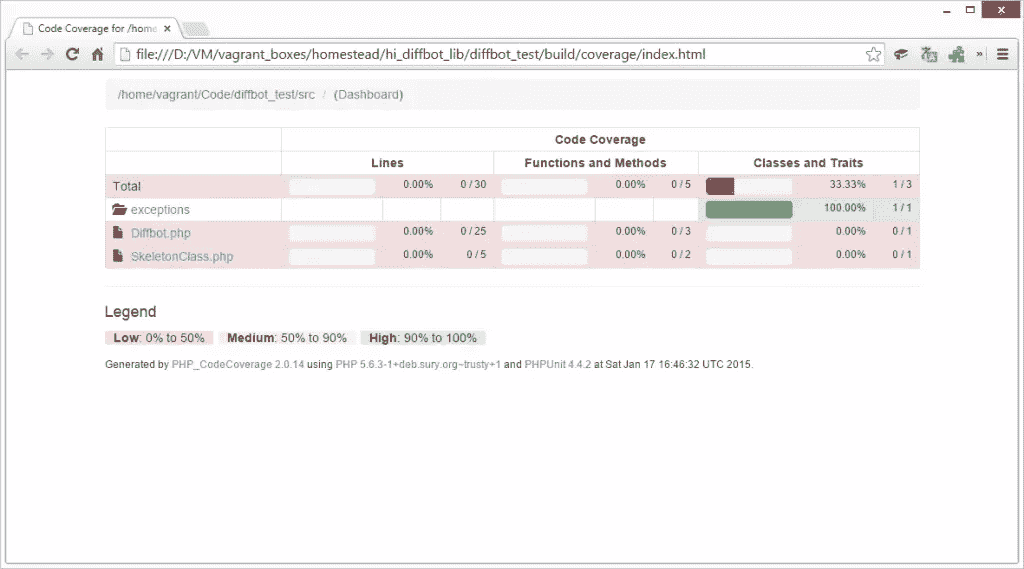 Code Coverage for /home
file:///D:/VM/vagrant_boxes/homestead/hi_diffbot_lib/diffbot_test/build/coverage/index.html
/home/vagrant/Code/diffbot_test/src / (Dashboard)
Code Coverage
Lines Functions and Methods Classes and Traits
Total 0.00% 0 / 30 0.00% 0 / 5 33.33% 1 / 3
exceptions 100.00% 1 / 1
Diffbot.php 0.00% 0 / 25 0.00% 0 / 3 0.00% 0 / 1
SkeletonClass.php 0.00% 0 / 5 0.00% 0 / 2 0.00% 0 / 1
Legend
Low: 0% to 50% Medium: 50% to 90% High: 90% to 100%
Generated by PHP_CodeCoverage 2.0.14 using PHP 5.6.3-1+deb.sury.org~trusty+1 and PHPUnit 4.4.2 at Sat Jan 17 16:46:32 UTC 2015.